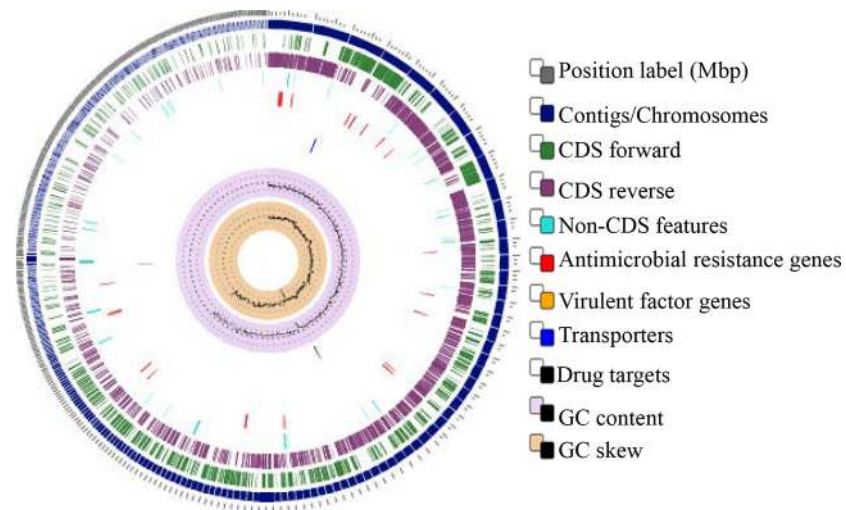 Position label (Mbp)
Contigs/Chromosomes
CDS forward
CDS reverse
Non-CDS features
Antimicrobial resistance genes
Virulent factor genes
Transporters
Drug targets
GC content
GC skew